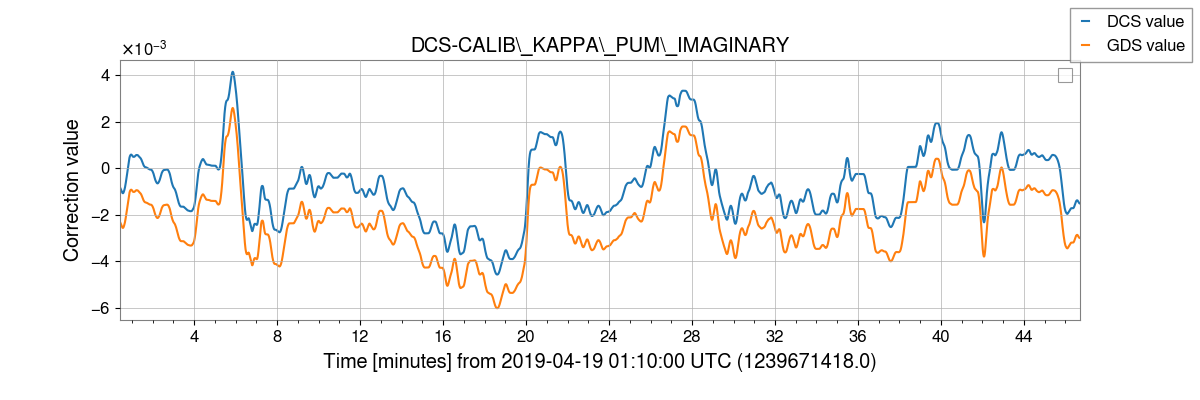 DCS value
GDS value
×10⁻³
DCS-CALIB\_KAPPA\_PUM\_IMAGINARY
Correction value
4
2
0
−2
−4
−6
4 8 12 16 20 24 28 32 36 40 44
Time [minutes] from 2019-04-19 01:10:00 UTC (1239671418.0)